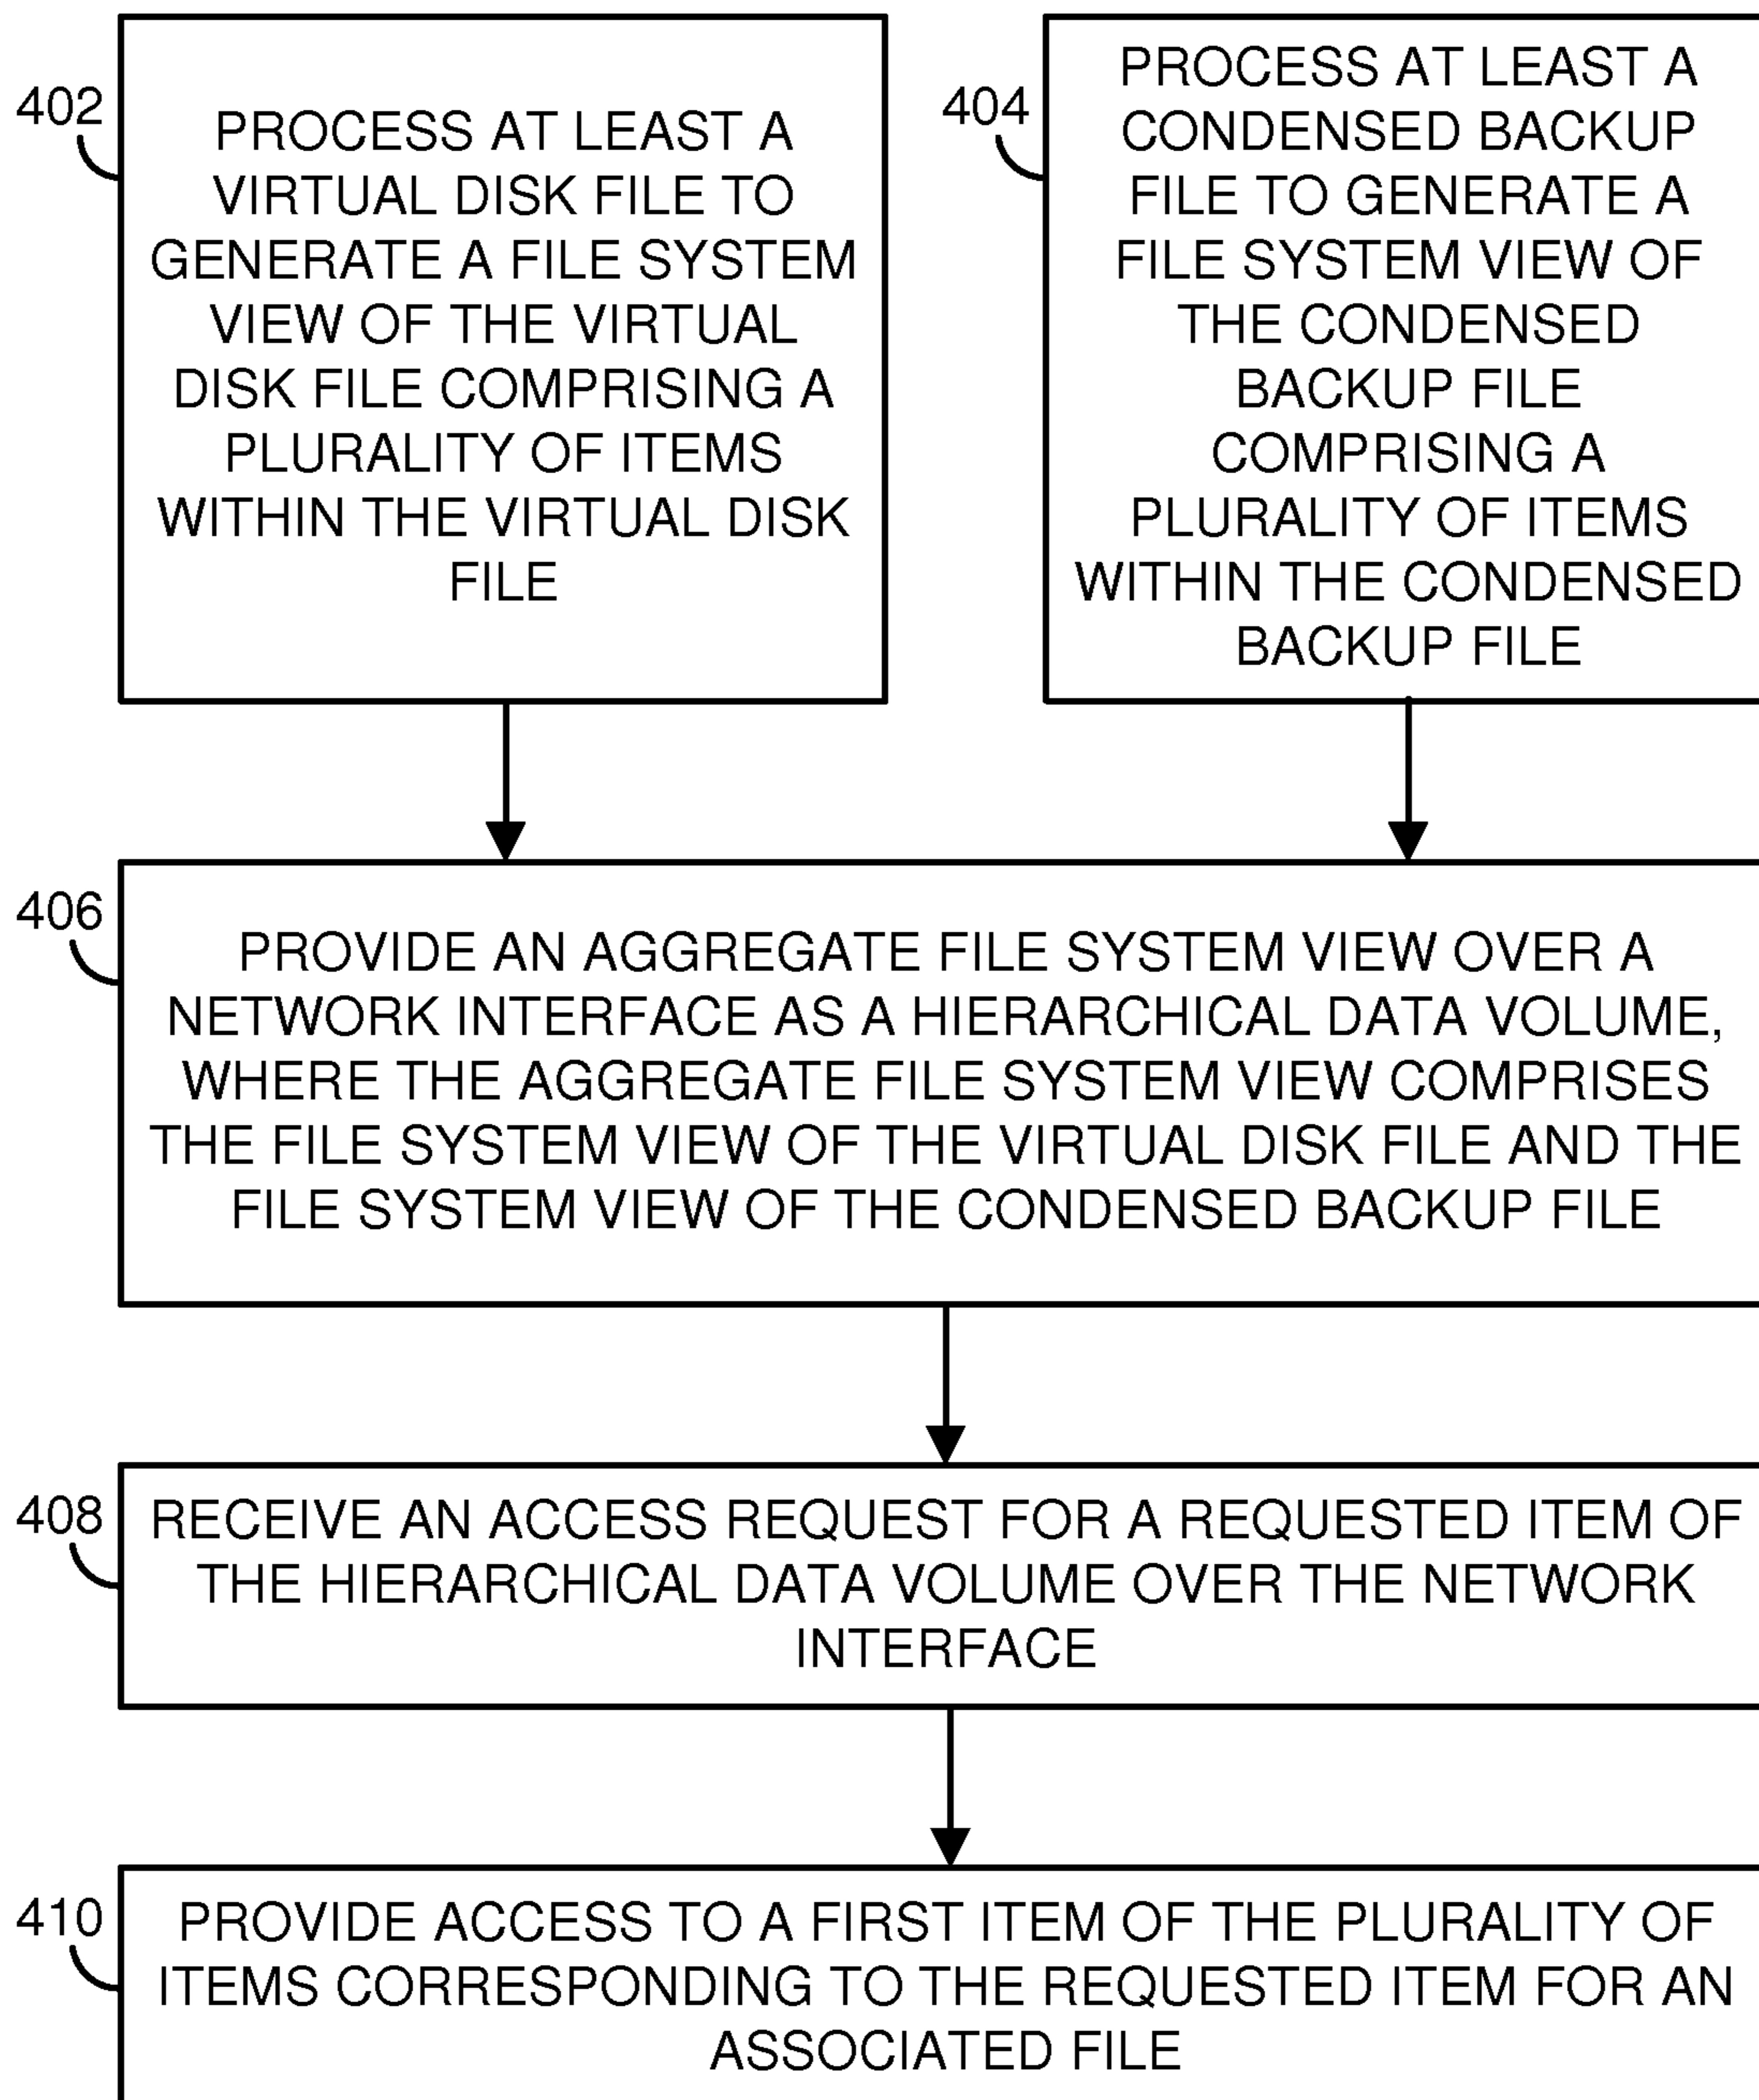 402
PROCESS AT LEAST A
VIRTUAL DISK FILE TO
GENERATE A FILE SYSTEM
VIEW OF THE VIRTUAL
DISK FILE COMPRISING A
PLURALITY OF ITEMS
WITHIN THE VIRTUAL DISK
FILE
404
PROCESS AT LEAST A
CONDENSED BACKUP
FILE TO GENERATE A
FILE SYSTEM VIEW OF
THE CONDENSED
BACKUP FILE
COMPRISING A
PLURALITY OF ITEMS
WITHIN THE CONDENSED
BACKUP FILE
406
PROVIDE AN AGGREGATE FILE SYSTEM VIEW OVER A
NETWORK INTERFACE AS A HIERARCHICAL DATA VOLUME,
WHERE THE AGGREGATE FILE SYSTEM VIEW COMPRISES
THE FILE SYSTEM VIEW OF THE VIRTUAL DISK FILE AND THE
FILE SYSTEM VIEW OF THE CONDENSED BACKUP FILE
408
RECEIVE AN ACCESS REQUEST FOR A REQUESTED ITEM OF
THE HIERARCHICAL DATA VOLUME OVER THE NETWORK
INTERFACE
410
PROVIDE ACCESS TO A FIRST ITEM OF THE PLURALITY OF
ITEMS CORRESPONDING TO THE REQUESTED ITEM FOR AN
ASSOCIATED FILE